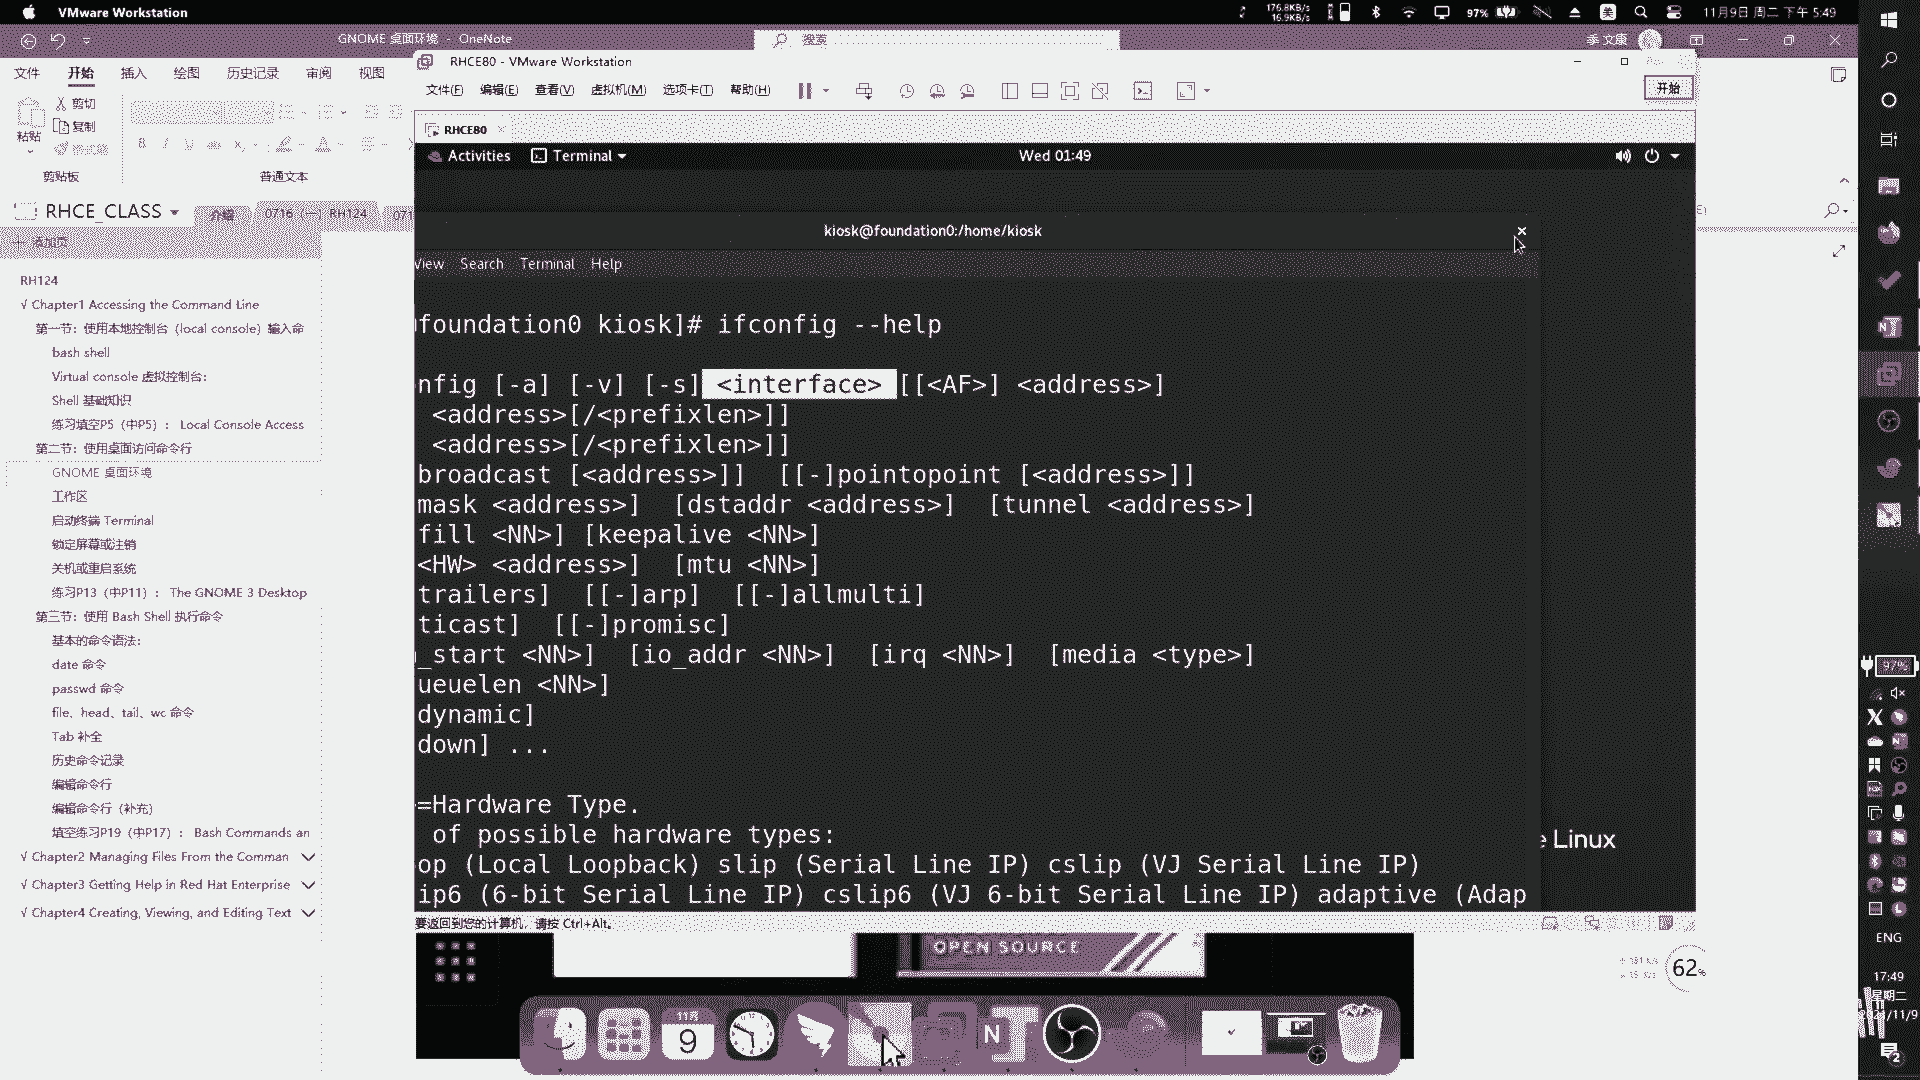 VMware Workstation
176.8KB/s
16.9KB/s
97%
美
11月9日 周二 下午 5:49
GNOME 桌面环境 - OneNote
搜索
季 文康
文件
开始
插入
绘图
历史记录
审阅
视图
粘贴
剪切
复制
格式刷
剪贴板
普通文本
RHCE_CLASS
介绍
0716（一）RH124
071
添加页
RH124
√ Chapter1 Accessing the Command Line
第一节：使用本地控制台（local console）输入命
bash shell
Virtual console 虚拟控制台：
Shell 基础知识
练习填空P5（中P5）： Local Console Access
第二节：使用桌面访问命令行
GNOME 桌面环境
工作区
启动终端 Terminal
锁定屏幕或注销
关机或重启系统
练习P13（中P11）： The GNOME 3 Desktop
第三节：使用 Bash Shell 执行命令
基本的命令语法：
date 命令
passwd 命令
file、head、tail、wc 命令
Tab 补全
历史命令记录
编辑命令行
编辑命令行（补充）
填空练习P19（中P17）： Bash Commands an
√ Chapter2 Managing Files From the Comman
√ Chapter3 Getting Help in Red Hat Enterprise
√ Chapter4 Creating, Viewing, and Editing Text
RHCE80 - VMware Workstation
文件(F)
编辑(E)
查看(V)
虚拟机(M)
选项卡(T)
帮助(H)
开始
RHCE80
Activities
Terminal
Wed 01:49
kiosk@foundation0:/home/kiosk
View Search Terminal Help
foundation0 kiosk]# ifconfig --help
nfig [-a] [-v] [-s] <interface> [[<AF>] <address>]
<address>[/<prefixlen>]]
<address>[/<prefixlen>]]
broadcast [<address>]] [[-]pointopoint [<address>]]
mask <address>] [dstaddr <address>] [tunnel <address>]
fill <NN>] [keepalive <NN>]
<HW> <address>] [mtu <NN>]
trailers] [[-]arp] [[-]allmulti]
ticast] [[-]promisc]
_start <NN>] [io_addr <NN>] [irq <NN>] [media <type>]
ueuelen <NN>]
dynamic]
down] ...
=Hardware Type.
of possible hardware types:
op (Local Loopback) slip (Serial Line IP) cslip (VJ Serial Line IP)
ip6 (6-bit Serial Line IP) cslip6 (VJ 6-bit Serial Line IP) adaptive (Adap
e Linux
要返回到您的计算机，请按 Ctrl+Alt。
OPEN SOURCE
62%
11月
9
N
97%
ENG
17:49
星期二
2021/11/9
2